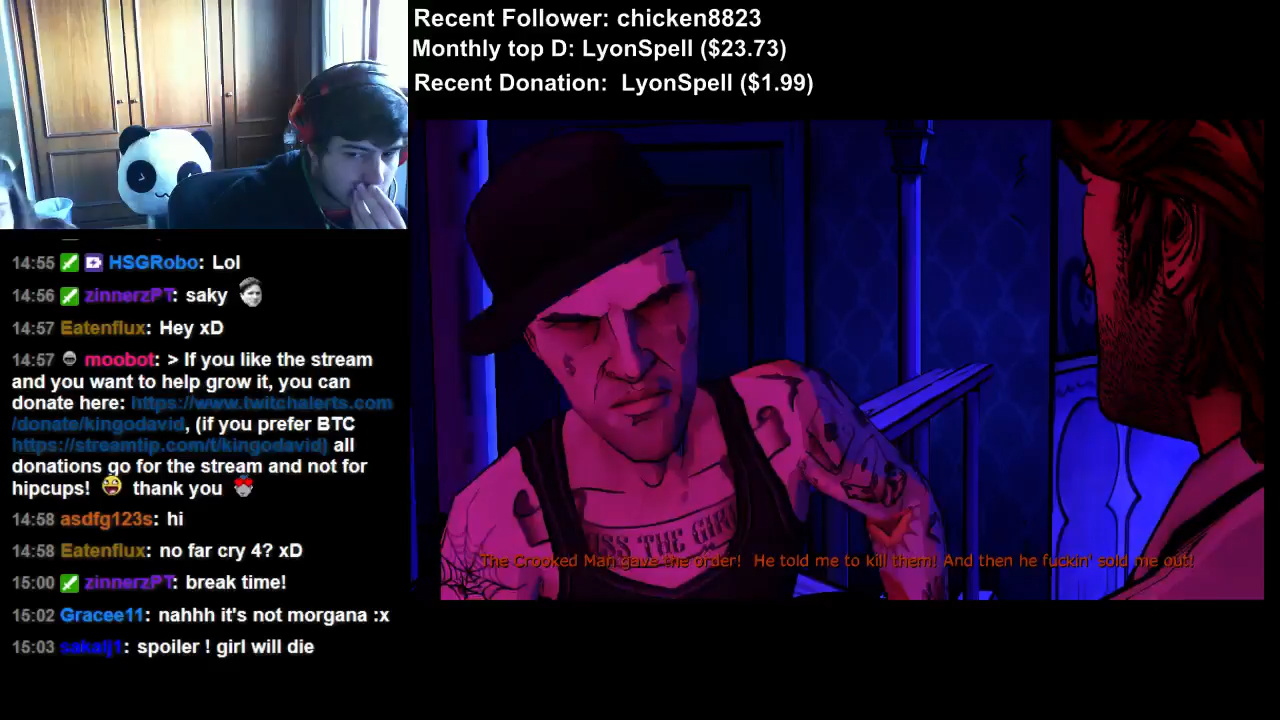 Recent Follower: chicken8823
Monthly top D: LyonSpell ($23.73)
Recent Donation: LyonSpell ($1.99)
14:55 HSGRobo: Lol
14:56 zinnerzPT: saky
14:57 Eatenflux: Hey xD
14:57 moobot: > If you like the stream
and you want to help grow it, you can
donate here: https://www.twitchalerts.com
/donate/kingodavid, (if you prefer BTC
https://streamtip.com/t/kingodavid) all
donations go for the stream and not for
hipcups! thank you
14:58 asdfg123s: hi
14:58 Eatenflux: no far cry 4? xD
15:00 zinnerzPT: break time!
15:02 Gracee11: nahhh it's not morgana :x
15:03 sakalj1: spoiler ! girl will die
THE GIRL
The Crooked Man gave the order! He told me to kill them! And then he fuckin' sold me out!